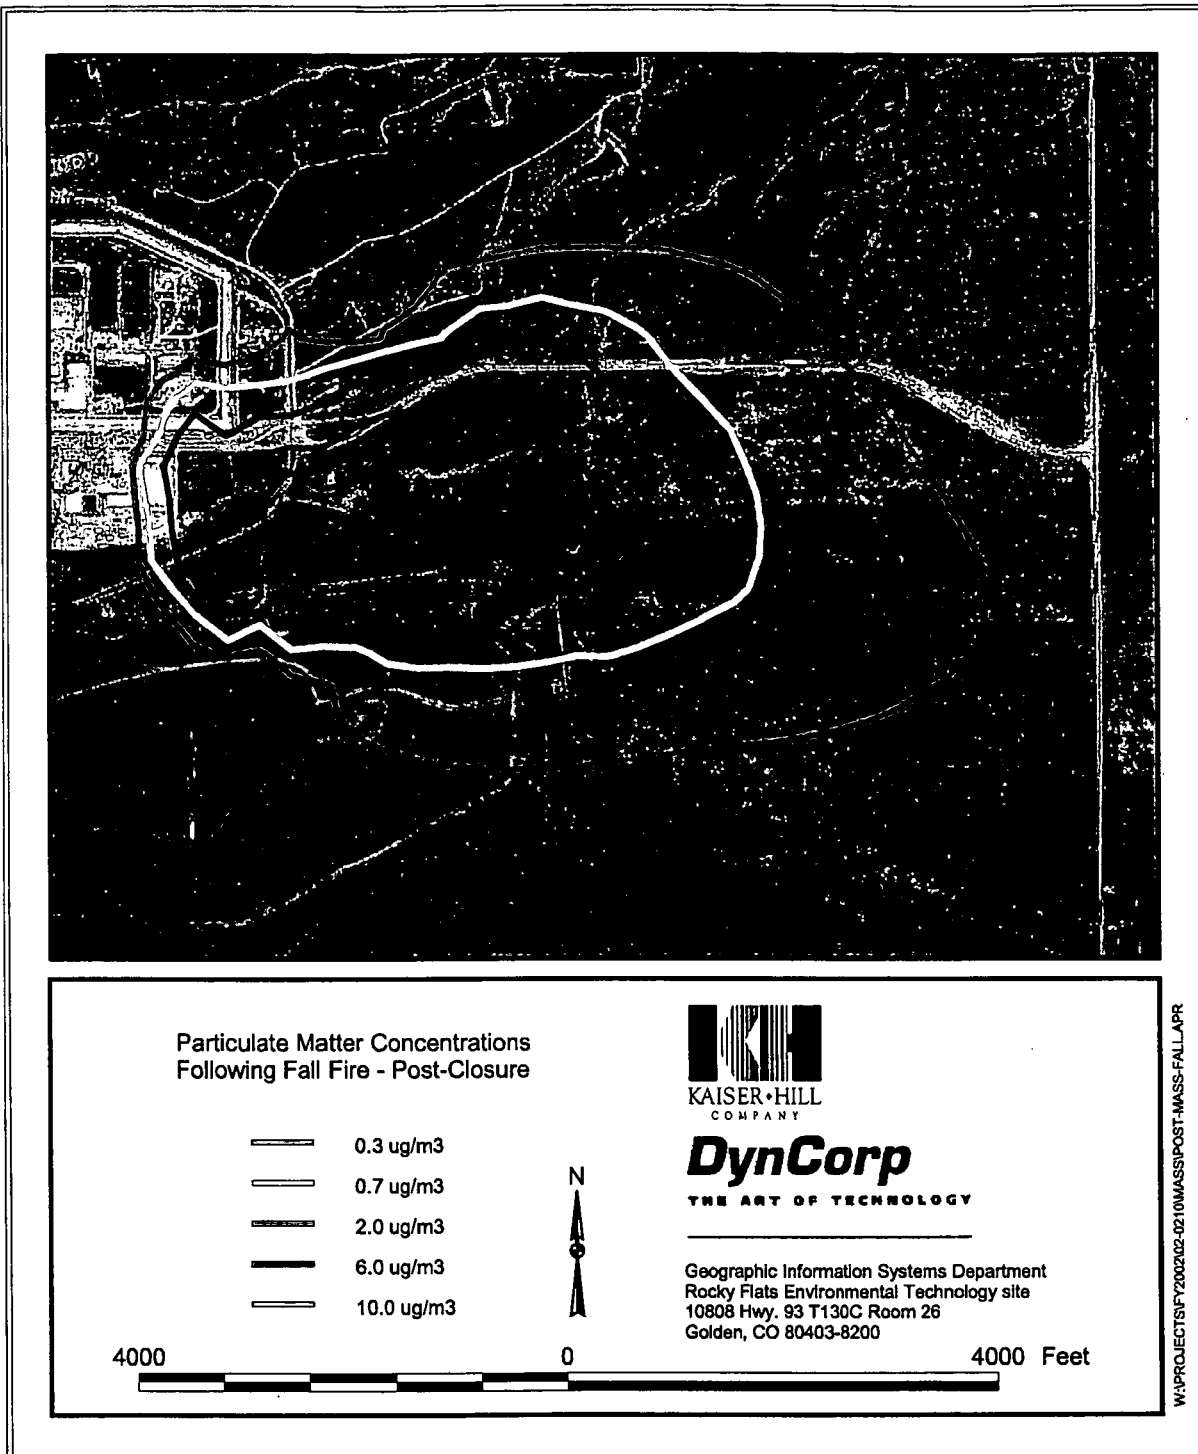 Particulate Matter Concentrations
Following Fall Fire - Post-Closure
0.3 ug/m3
0.7 ug/m3
2.0 ug/m3
6.0 ug/m3
10.0 ug/m3
N
KAISER•HILL
COMPANY
DynCorp
THE ART OF TECHNOLOGY
Geographic Information Systems Department
Rocky Flats Environmental Technology site
10808 Hwy. 93 T130C Room 26
Golden, CO 80403-8200
4000 0 4000 Feet
W:\PROJECTS\FY2002\02-0210\MASS\POST-MASS-FALL.APR